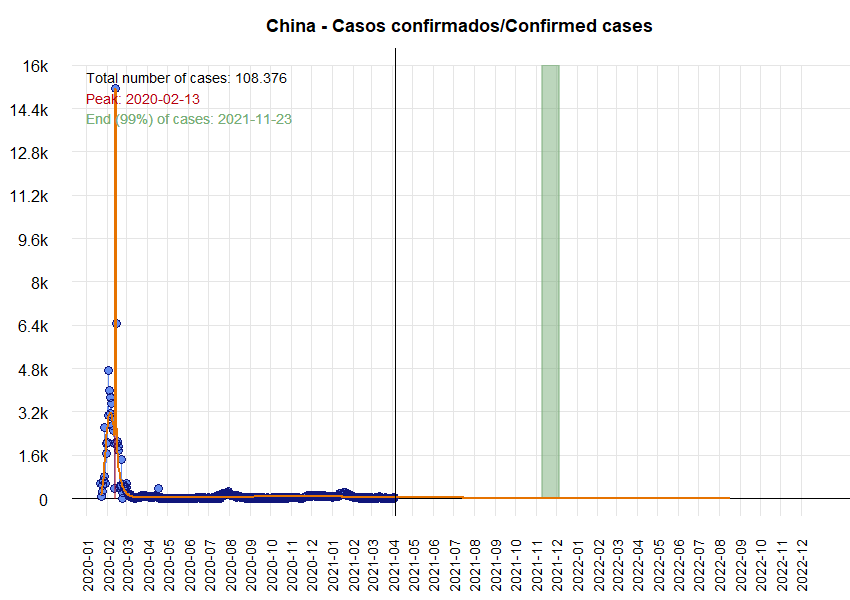 China - Casos confirmados/Confirmed cases
16k
14.4k
12.8k
11.2k
9.6k
8k
6.4k
4.8k
3.2k
1.6k
0
Total number of cases: 108.376
Peak: 2020-02-13
End (99%) of cases: 2021-11-23
2020-01
2020-02
2020-03
2020-04
2020-05
2020-06
2020-07
2020-08
2020-09
2020-10
2020-11
2020-12
2021-01
2021-02
2021-03
2021-04
2021-05
2021-06
2021-07
2021-08
2021-09
2021-10
2021-11
2021-12
2022-01
2022-02
2022-03
2022-04
2022-05
2022-06
2022-07
2022-08
2022-09
2022-10
2022-11
2022-12